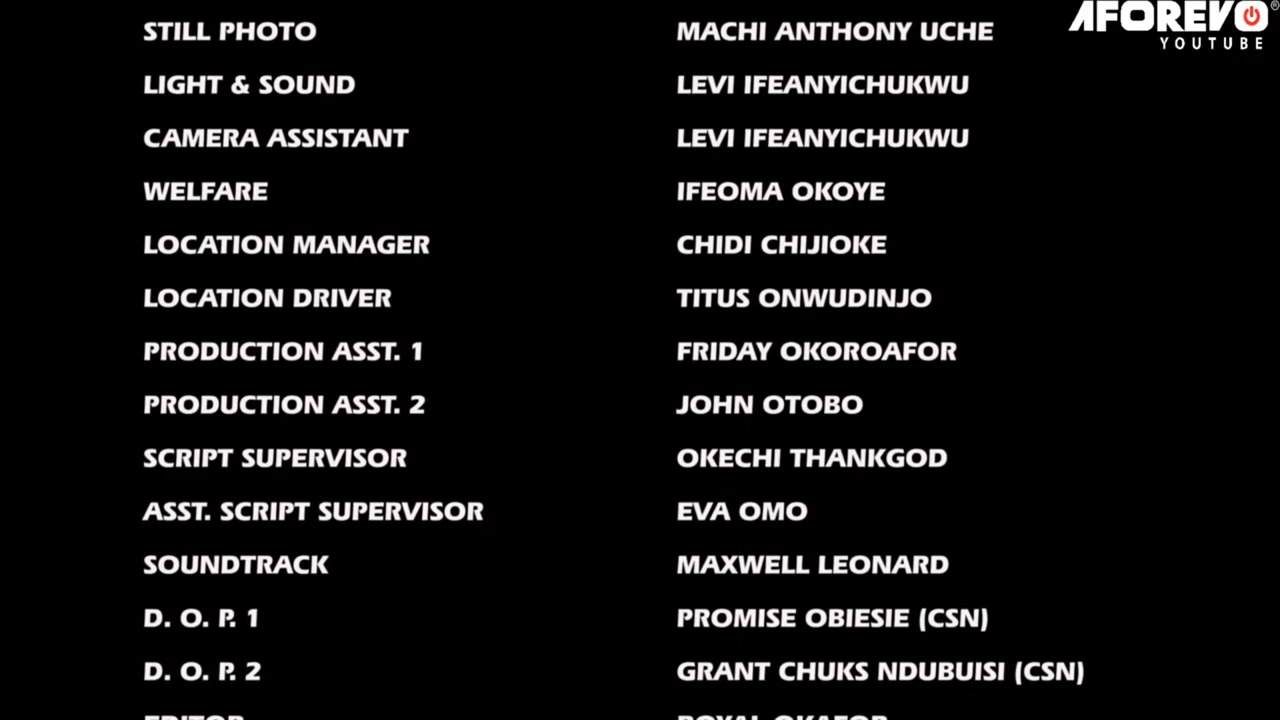 AFOREVO®
YOUTUBE
STILL PHOTO MACHI ANTHONY UCHE
LIGHT & SOUND LEVI IFEANYICHUKWU
CAMERA ASSISTANT LEVI IFEANYICHUKWU
WELFARE IFEOMA OKOYE
LOCATION MANAGER CHIDI CHIJIOKE
LOCATION DRIVER TITUS ONWUDINJO
PRODUCTION ASST. 1 FRIDAY OKOROAFOR
PRODUCTION ASST. 2 JOHN OTOBO
SCRIPT SUPERVISOR OKECHI THANKGOD
ASST. SCRIPT SUPERVISOR EVA OMO
SOUNDTRACK MAXWELL LEONARD
D. O. P. 1 PROMISE OBIESIE (CSN)
D. O. P. 2 GRANT CHUKS NDUBUISI (CSN)
EDITOR ROYAL OKAFOR